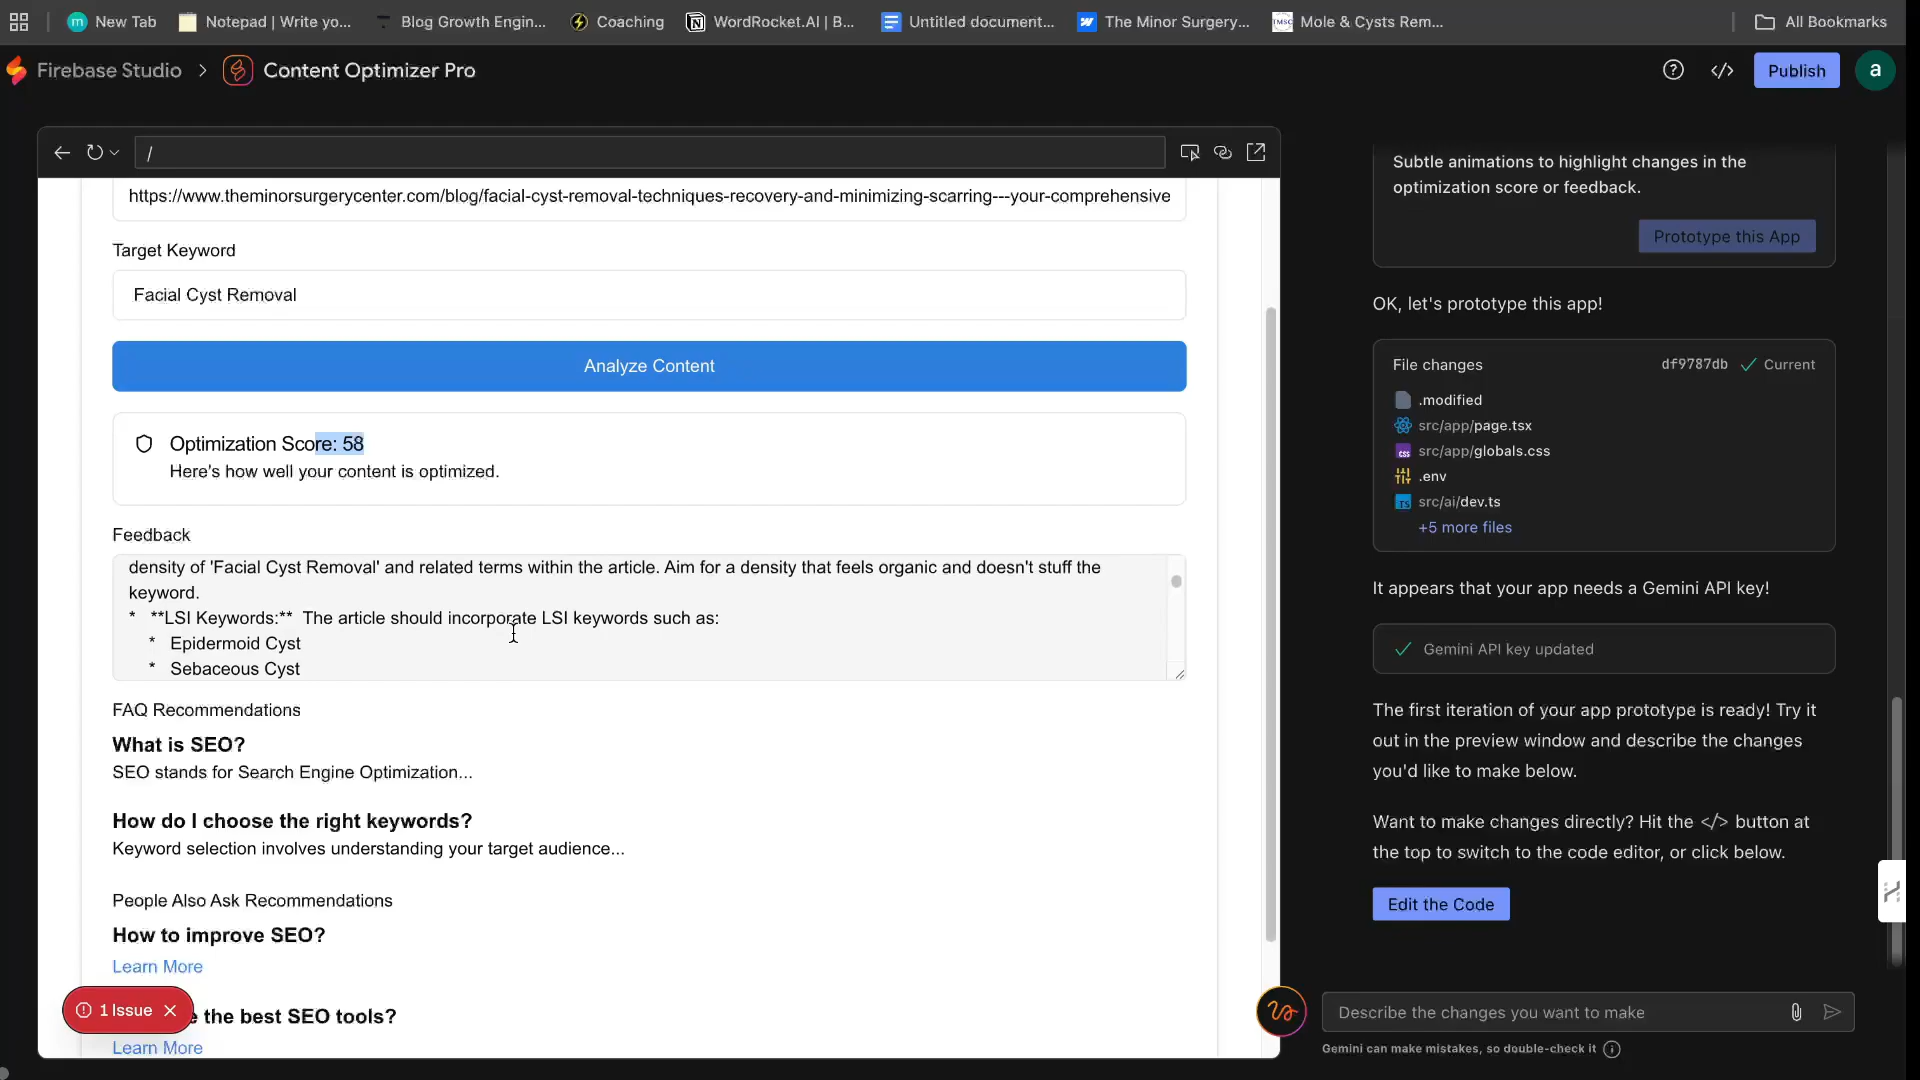 New Tab
Notepad | Write yo...
Blog Growth Engin...
Coaching
WordRocket.AI | B...
Untitled document...
The Minor Surgery...
TMSC
Mole & Cysts Rem...
All Bookmarks
Firebase Studio
Content Optimizer Pro
Publish
a
/
https://www.theminorsurgerycenter.com/blog/facial-cyst-removal-techniques-recovery-and-minimizing-scarring---your-comprehensive
Target Keyword
Facial Cyst Removal
Analyze Content
Optimization Score: 58
Here's how well your content is optimized.
Feedback
density of 'Facial Cyst Removal' and related terms within the article. Aim for a density that feels organic and doesn't stuff the
keyword.
* **LSI Keywords:** The article should incorporate LSI keywords such as:
* Epidermoid Cyst
* Sebaceous Cyst
FAQ Recommendations
What is SEO?
SEO stands for Search Engine Optimization...
How do I choose the right keywords?
Keyword selection involves understanding your target audience...
People Also Ask Recommendations
How to improve SEO?
Learn More
1 Issue
e the best SEO tools?
Learn More
Subtle animations to highlight changes in the
optimization score or feedback.
Prototype this App
OK, let's prototype this app!
File changes
df9787db
Current
.modified
src/app/page.tsx
css src/app/globals.css
.env
TS src/ai/dev.ts
+5 more files
It appears that your app needs a Gemini API key!
Gemini API key updated
The first iteration of your app prototype is ready! Try it
out in the preview window and describe the changes
you'd like to make below.
Want to make changes directly? Hit the </> button at
the top to switch to the code editor, or click below.
Edit the Code
Describe the changes you want to make
Gemini can make mistakes, so double-check it